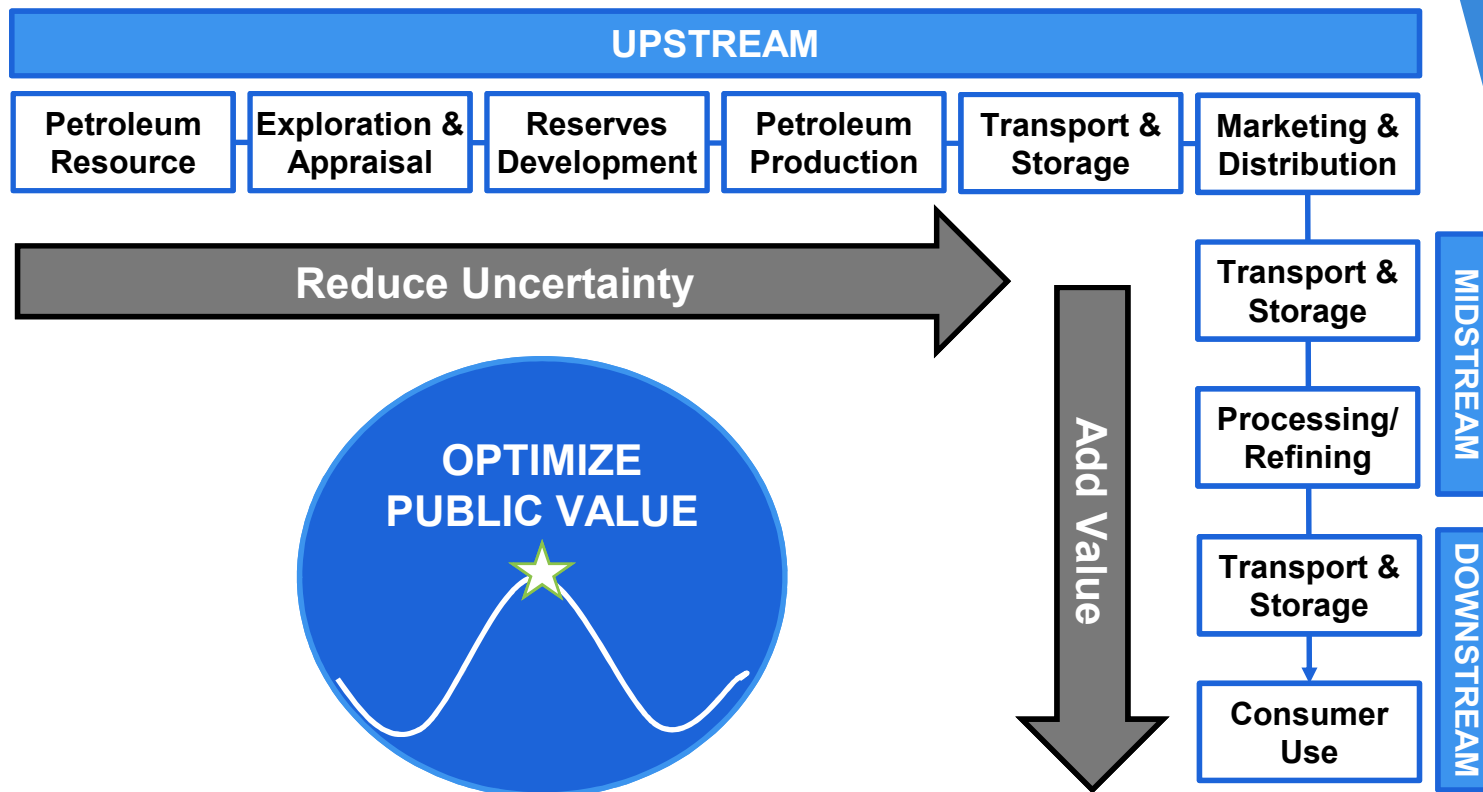 UPSTREAM
Petroleum
Resource
Exploration &
Appraisal
Reserves
Development
Petroleum
Production
Transport &
Storage
Marketing &
Distribution
Reduce Uncertainty
Transport &
Storage
MIDSTREAM
Processing/
Refining
Add Value
OPTIMIZE
PUBLIC VALUE
Transport &
Storage
DOWNSTREAM
Consumer
Use